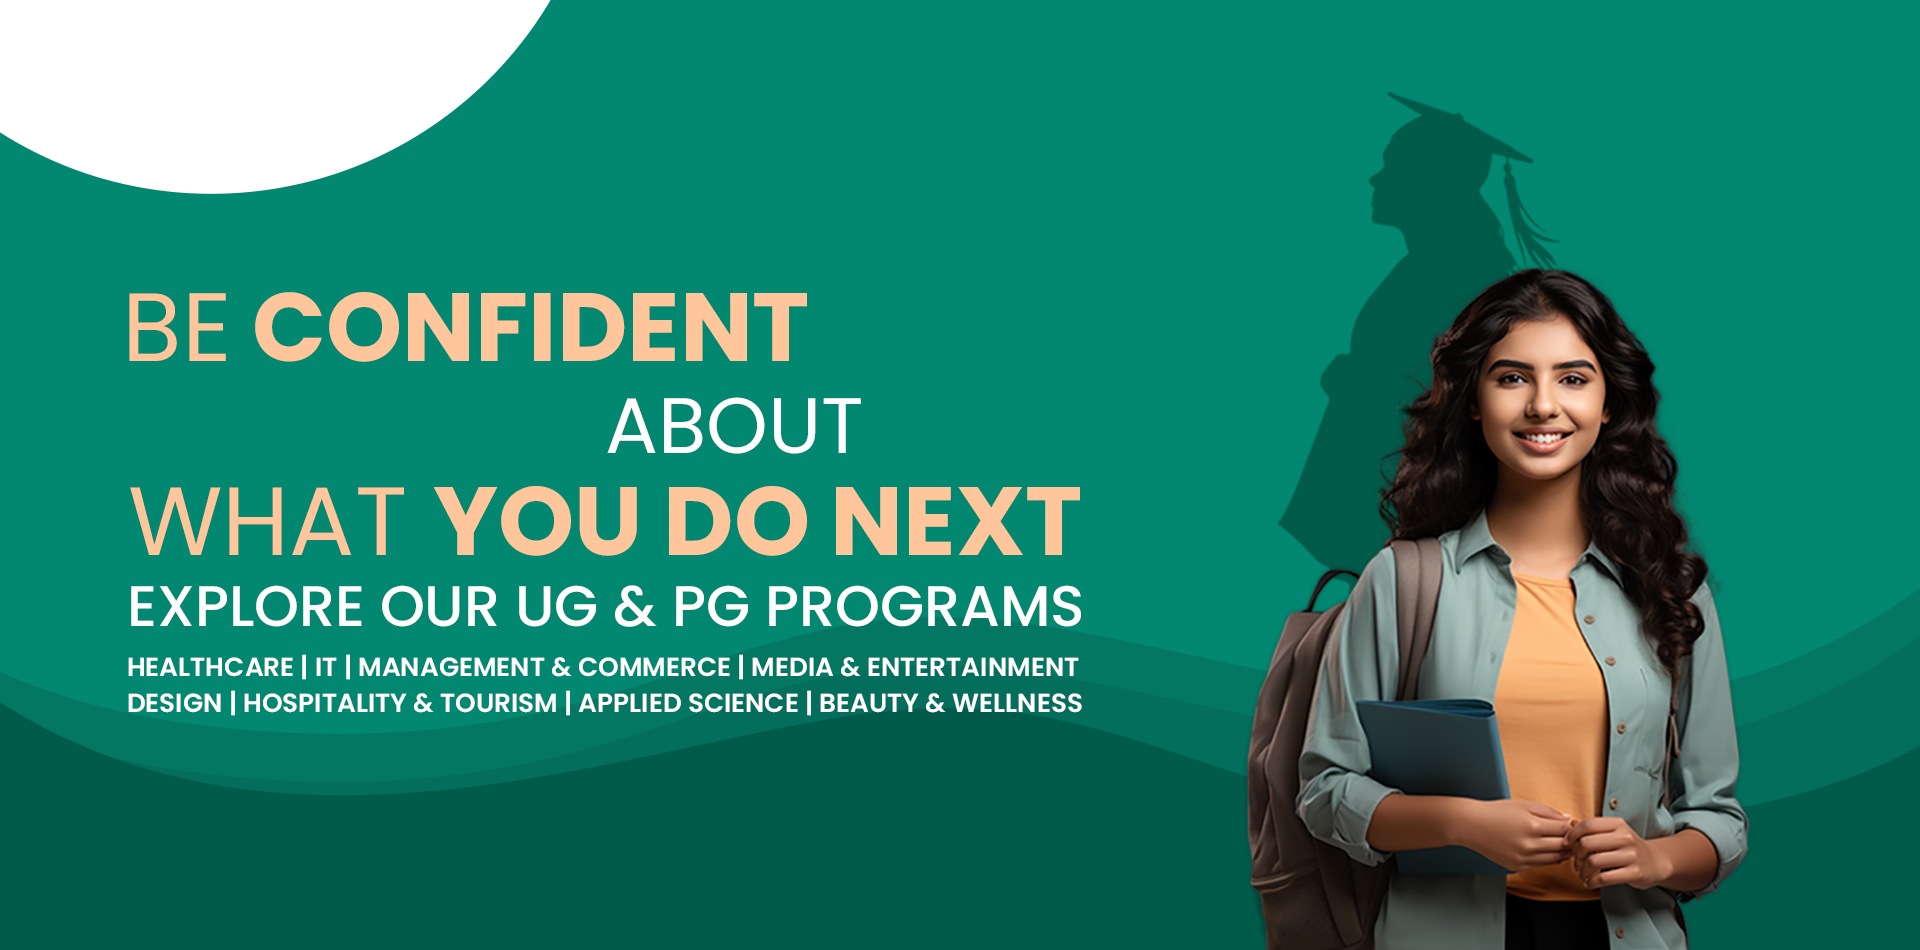 BE CONFIDENT
ABOUT
WHAT YOU DO NEXT
EXPLORE OUR UG & PG PROGRAMS
HEALTHCARE | IT | MANAGEMENT & COMMERCE | MEDIA & ENTERTAINMENT
DESIGN | HOSPITALITY & TOURISM | APPLIED SCIENCE | BEAUTY & WELLNESS